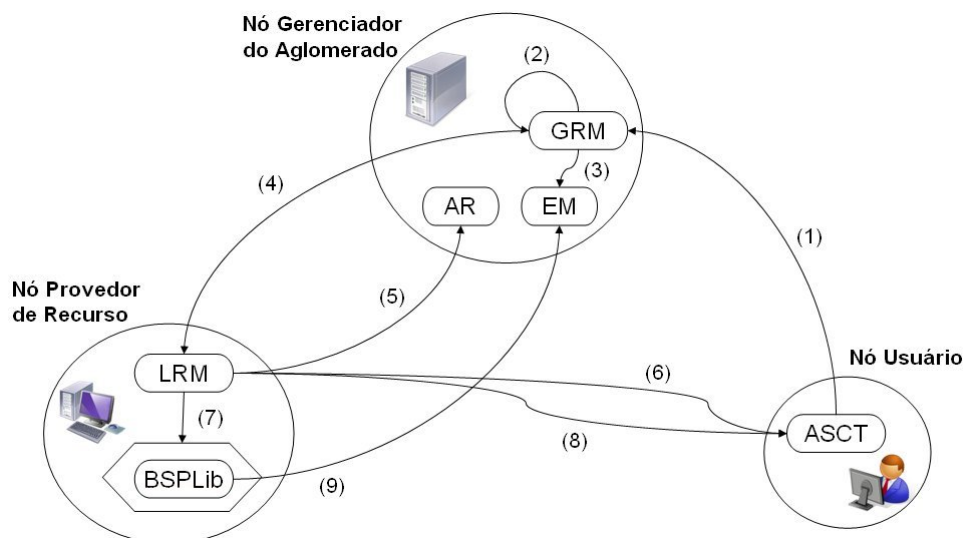 Nó Gerenciador
do Aglomerado
(2)
GRM
(3)
(4)
AR
EM
(1)
(5)
Nó Provedor
de Recurso
Nó Usuário
LRM
(6)
(7)
(8)
ASCT
BSPLib
(9)